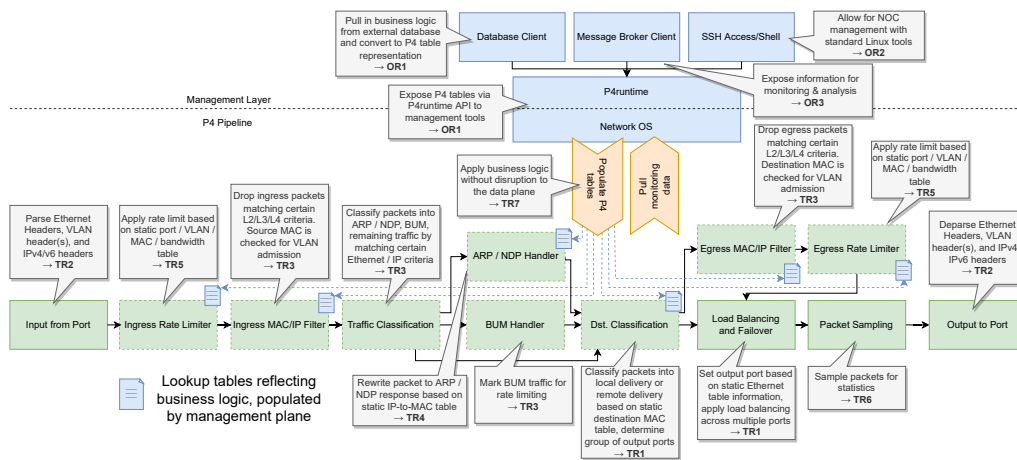 Pull in business logic
from external database
and convert to P4 table
representation
→ OR1
Database Client
Message Broker Client
SSH Access/Shell
Allow for NOC
management with
standard Linux tools
→ OR2
Expose information for
monitoring & analysis
→ OR3
Management Layer
P4 Pipeline
Expose P4 tables via
P4runtime API to
management tools
→ OR1
P4runtime
Network OS
Populate P4
tables
Pull
monitoring
data
Apply business logic
without disruption to
the data plane
→ TR7
Drop egress packets
matching certain
L2/L3/L4 criteria.
Destination MAC is
checked for VLAN
admission
→ TR3
Apply rate limit based
on static port / VLAN /
MAC / bandwidth
table
→ TR5
Parse Ethernet
Headers, VLAN
header(s), and
IPv4/v6 headers
→ TR2
Apply rate limit based
on static port / VLAN /
MAC / bandwidth
table
→ TR5
Drop ingress packets
matching certain
L2/L3/L4 criteria.
Source MAC is
checked for VLAN
admission
→ TR3
Classify packets into
ARP / NDP, BUM,
remaining traffic by
matching certain
Ethernet / IP criteria
→ TR3
Deparse Ethernet
Headers, VLAN
header(s), and IPv4
IPv6 headers
→ TR2
ARP / NDP Handler
Egress MAC/IP Filter
Egress Rate Limiter
Input from Port
Ingress Rate Limiter
Ingress MAC/IP Filter
Traffic Classification
BUM Handler
Dst. Classification
Load Balancing
and Failover
Packet Sampling
Output to Port
Lookup tables reflecting
business logic, populated
by management plane
Rewrite packet to ARP /
NDP response based on
static IP-to-MAC table
→ TR4
Mark BUM traffic for
rate limiting
→ TR3
Classify packets into
local delivery or
remote delivery
based on static
destination MAC
table, determine
group of output ports
→ TR1
Set output port based
on static Ethernet
table information,
apply load balancing
across multiple ports
→ TR1
Sample packets for
statistics
→ TR6